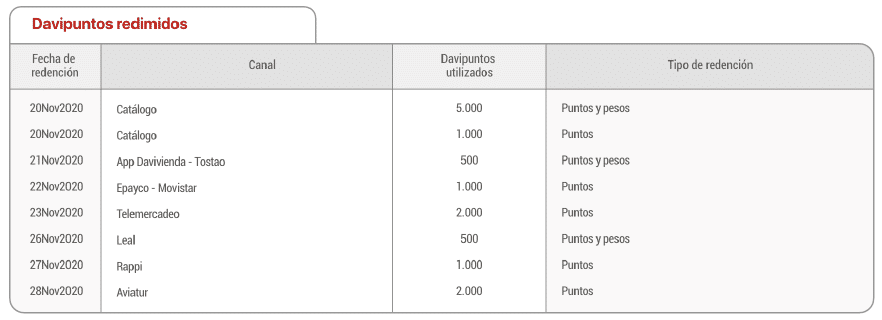 Davipuntos redimidos
Fecha de redención Canal Davipuntos utilizados Tipo de redención
20Nov2020 Catálogo 5.000 Puntos y pesos
20Nov2020 Catálogo 1.000 Puntos
21Nov2020 App Davivienda - Tostao 500 Puntos y pesos
22Nov2020 Epayco - Movistar 1.000 Puntos
23Nov2020 Telemercadeo 2.000 Puntos
26Nov2020 Leal 500 Puntos y pesos
27Nov2020 Rappi 1.000 Puntos
28Nov2020 Aviatur 2.000 Puntos